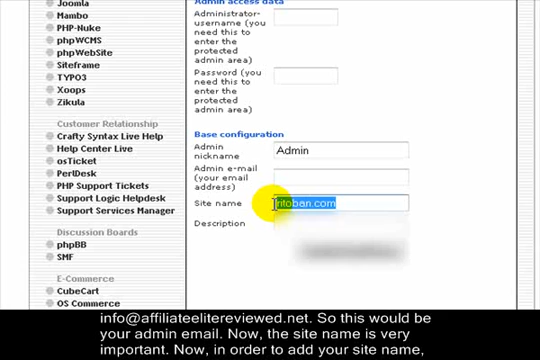 Joomla
Mambo
PHP-Nuke
phpWCMS
phpWebSite
Siteframe
TYPO3
Xoops
Zikula
Customer Relationship
Crafty Syntax Live Help
Help Center Live
osTicket
PerlDesk
PHP Support Tickets
Support Logic Helpdesk
Support Services Manager
Discussion Boards
phpBB
SMF
E-Commerce
CubeCart
OS Commerce
Admin access data
Administrator-
username (you
need this to
enter the
protected
admin area)
Password (you
need this to
enter the
protected
admin area)
Base configuration
Admin
nickname
Admin
Admin e-mail (your email
address)
Site name
ritoban.com
Description
info@affiliateelitereviewed.net. So this would be
your admin email. Now, the site name is very
important. Now, in order to add your site name,